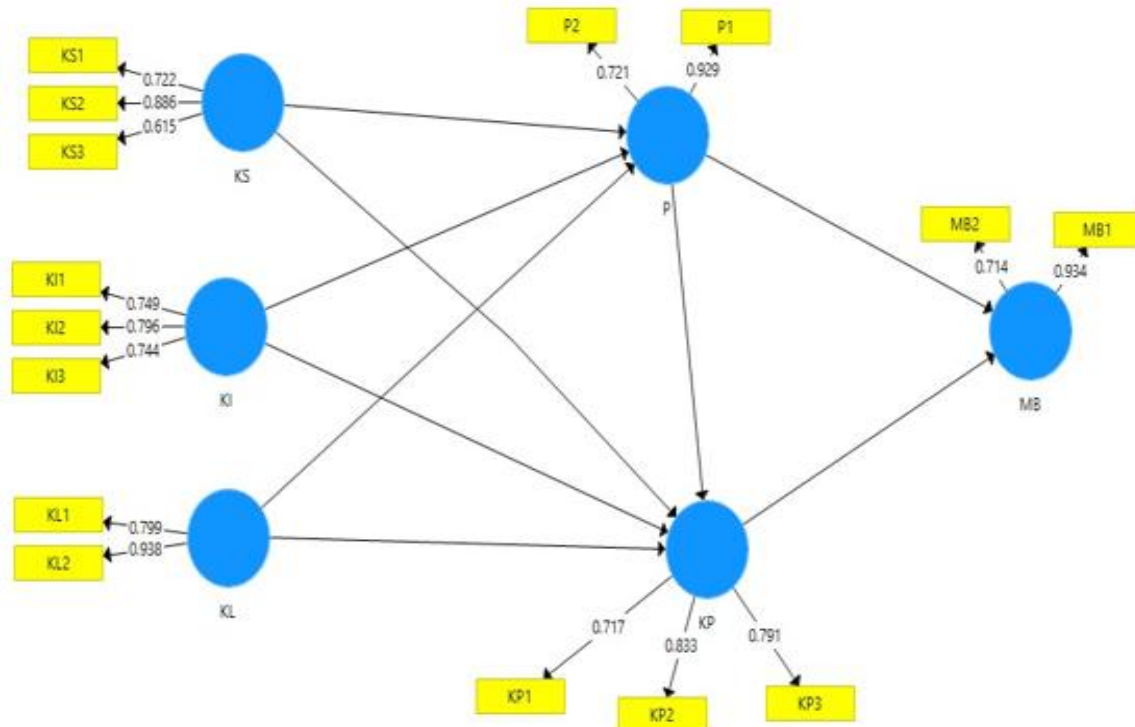 P2
P1
0.721
0.929
P
KS1
KS2
KS3
0.722
0.886
0.615
KS
KI1
KI2
KI3
0.749
0.796
0.744
KI
KL1
KL2
0.799
0.938
KL
MB2
MB1
0.714
0.934
MB
KP
0.717
0.833
0.791
KP1
KP2
KP3